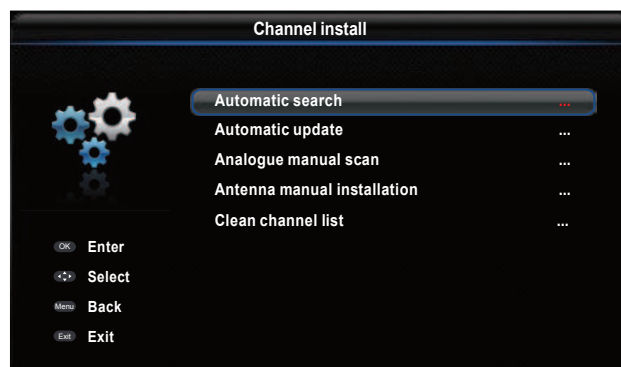 Channel install
Automatic search ...
Automatic update ...
Analogue manual scan ...
Antenna manual installation ...
Clean channel list ...
OK Enter
Select
Menu Back
Exit Exit